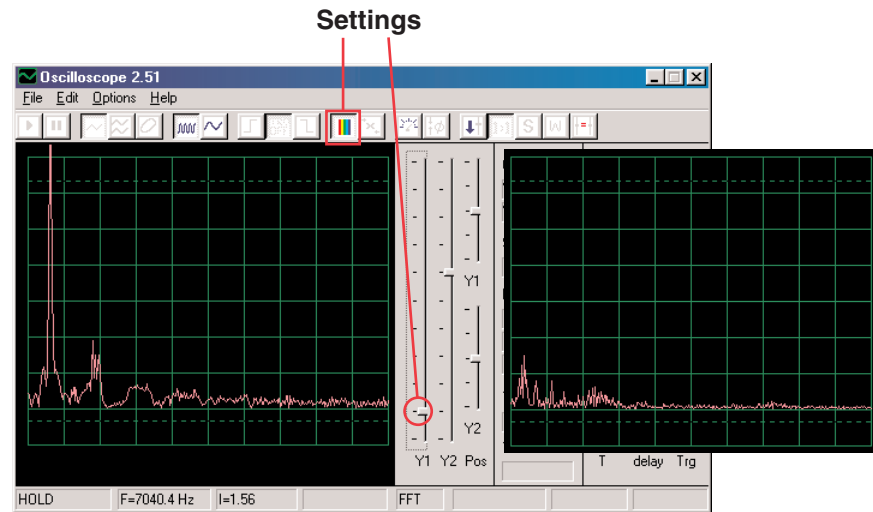 Settings
Oscilloscope 2.51
File Edit Options Help
Y1
Y2
Y1 Y2 Pos
T delay Trg
HOLD F=7040.4 Hz I=1.56 FFT